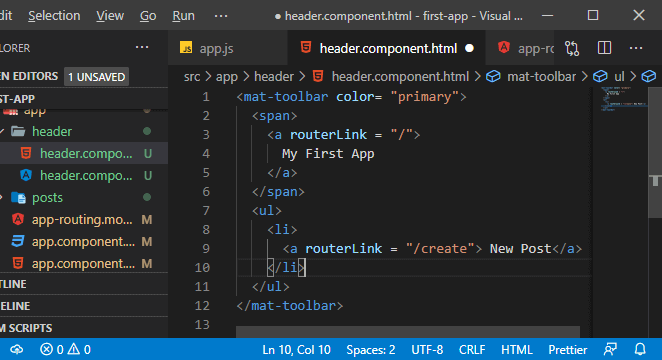 dit Selection View Go Run ··· ● header.component.html - first-app - Visual ...
PLORER
EN EDITORS 1 UNSAVED
ST-APP
app
header
header.compo... U
header.compo... U
posts
app-routing.mo... M
app.component.... M
app.component.... M
TLINE
ELINE
M SCRIPTS
JS app.js
header.component.html ●
app-ro
src > app > header > header.component.html > mat-toolbar > ul >
1 <mat-toolbar color= "primary">
2 <span>
3 <a routerLink = "/">
4 My First App
5 </a>
6 </span>
7 <ul>
8 <li>
9 <a routerLink = "/create"> New Post</a>
10 </li>
11 </ul>
12 </mat-toolbar>
13
0 0 Ln 10, Col 10 Spaces: 2 UTF-8 CRLF HTML Prettier